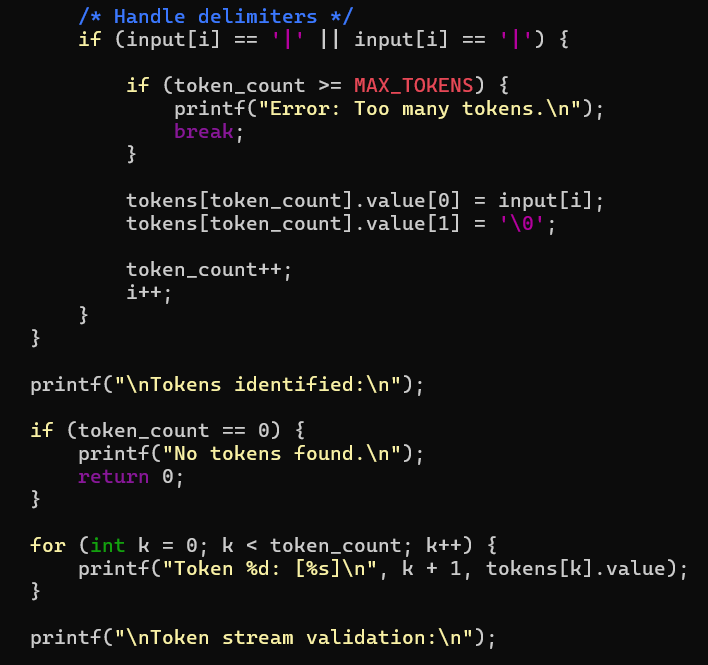 /* Handle delimiters */
if (input[i] == '|' || input[i] == '|') {
if (token_count >= MAX_TOKENS) {
printf("Error: Too many tokens.\n");
break;
}
tokens[token_count].value[0] = input[i];
tokens[token_count].value[1] = '\0';
token_count++;
i++;
}
}
printf("\nTokens identified:\n");
if (token_count == 0) {
printf("No tokens found.\n");
return 0;
}
for (int k = 0; k < token_count; k++) {
printf("Token %d: [%s]\n", k + 1, tokens[k].value);
}
printf("\nToken stream validation:\n");